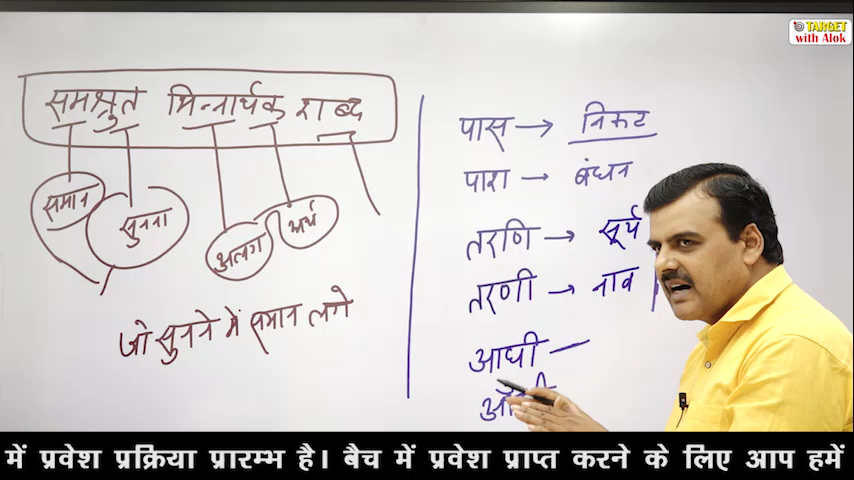 TARGET
with Alok
समश्रुत भिन्नार्थक शब्द
समान
सुनना
अलग
अर्थ
जो सुनने में समान लगे
पास → निकट
पाश → बंधन
तरणि → सूर्य
तरणी → नाव
आधी —
में प्रवेश प्रक्रिया प्रारम्भ है। बैच में प्रवेश प्राप्त करने के लिए आप हमें